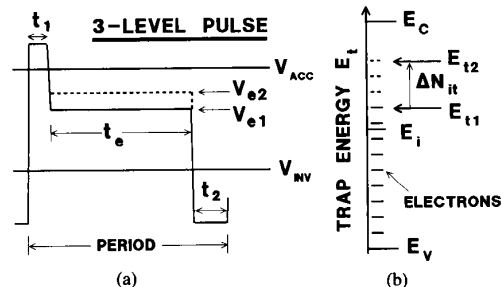 t1
3-LEVEL PULSE
VACC
Ve2
Ve1
te
VINV
t2
PERIOD
(a)
TRAP ENERGY Et
EC
Et2
ΔNit
Et1
Ei
ELECTRONS
EV
(b)